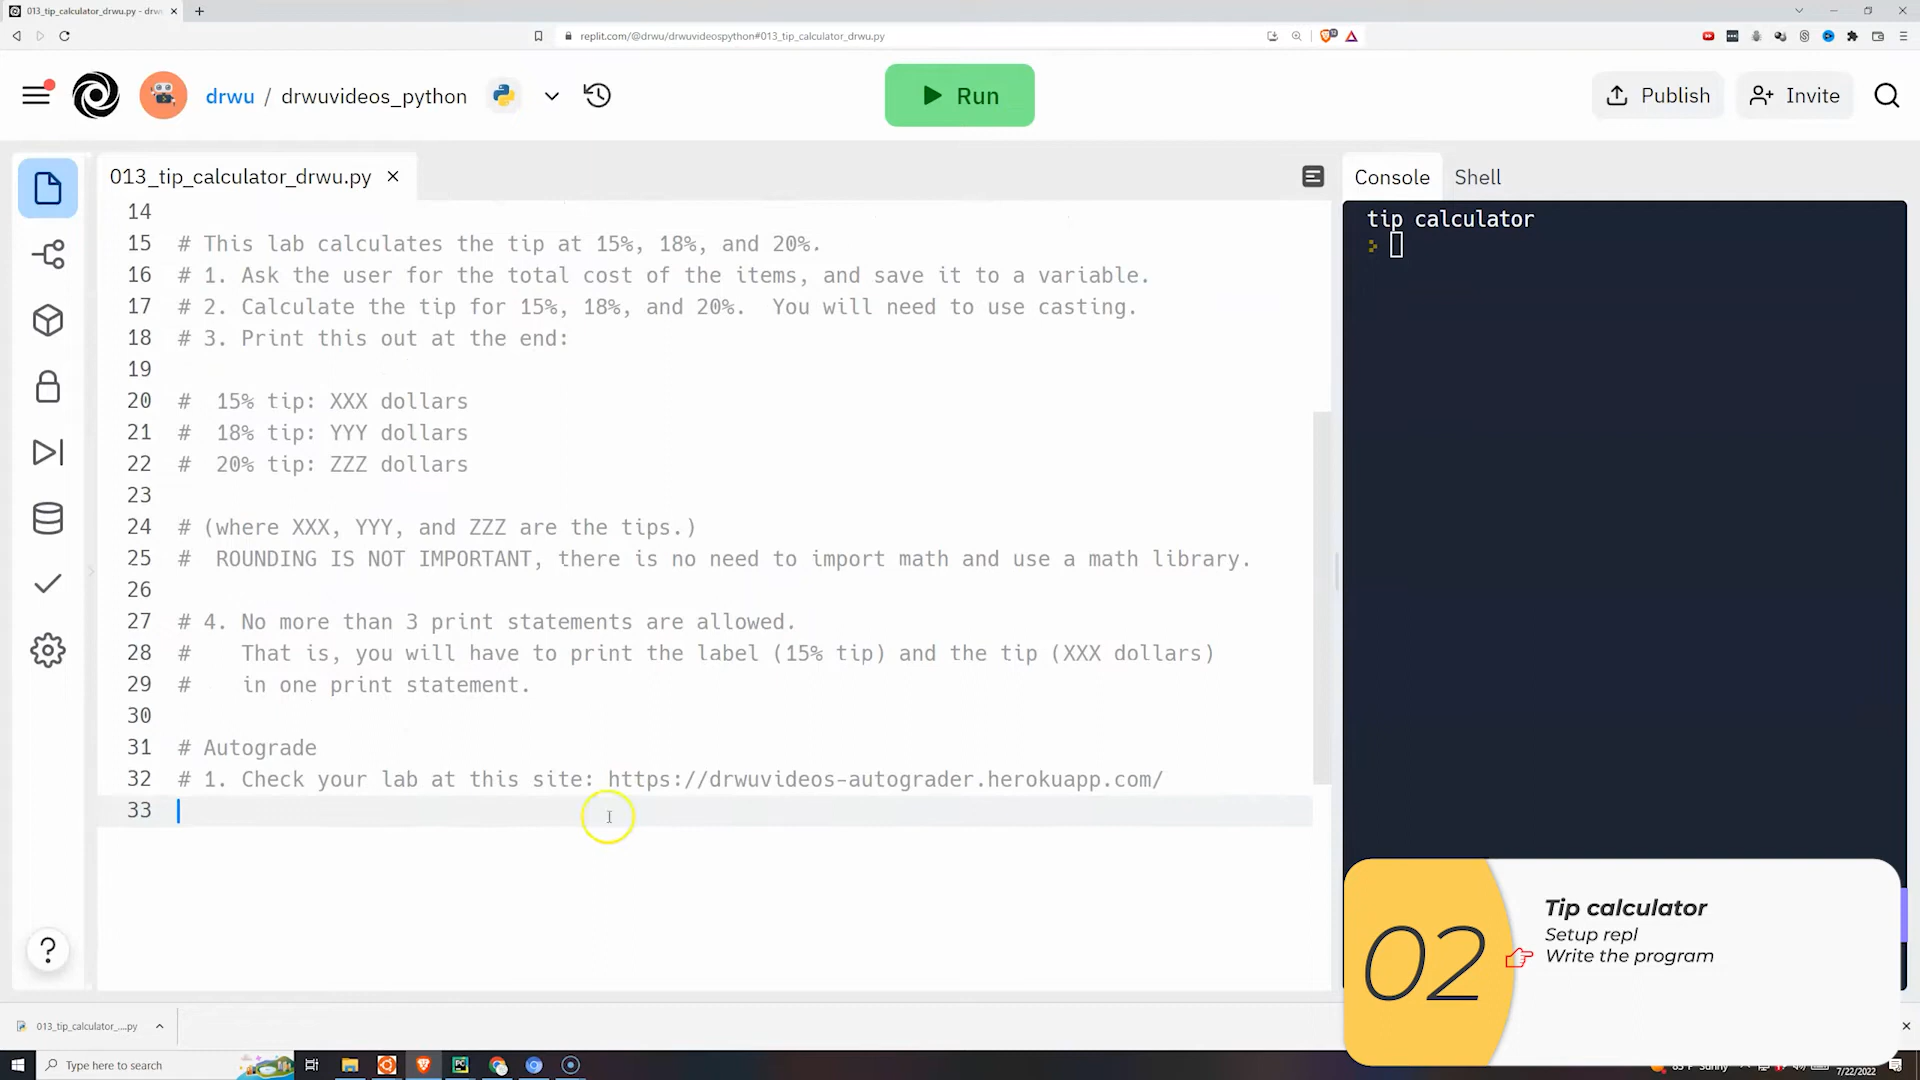 013_tip_calculator_drwu.py - drwu
replit.com/@drwu/drwuvideospython#013_tip_calculator_drwu.py
drwu / drwuvideos_python
Run
Publish
Invite
013_tip_calculator_drwu.py
Console
Shell
14
15 # This lab calculates the tip at 15%, 18%, and 20%.
16 # 1. Ask the user for the total cost of the items, and save it to a variable.
17 # 2. Calculate the tip for 15%, 18%, and 20%.  You will need to use casting.
18 # 3. Print this out at the end:
19
20 #  15% tip: XXX dollars
21 #  18% tip: YYY dollars
22 #  20% tip: ZZZ dollars
23
24 # (where XXX, YYY, and ZZZ are the tips.)
25 #  ROUNDING IS NOT IMPORTANT, there is no need to import math and use a math library.
26
27 # 4. No more than 3 print statements are allowed.
28 #    That is, you will have to print the label (15% tip) and the tip (XXX dollars)
29 #    in one print statement.
30
31 # Autograde
32 # 1. Check your lab at this site: https://drwuvideos-autograder.herokuapp.com/
33
tip calculator
02
Tip calculator
Setup repl
Write the program
?
013_tip_calculator_....py
Type here to search
7/22/2022